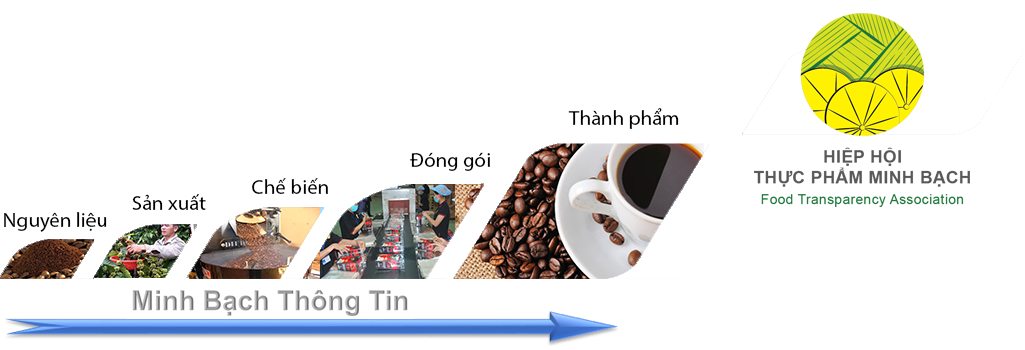 Nguyên liệu
Sản xuất
Chế biến
Đóng gói
Thành phẩm
Minh Bạch Thông Tin
HIỆP HỘI
THỰC PHẨM MINH BẠCH
Food Transparency Association